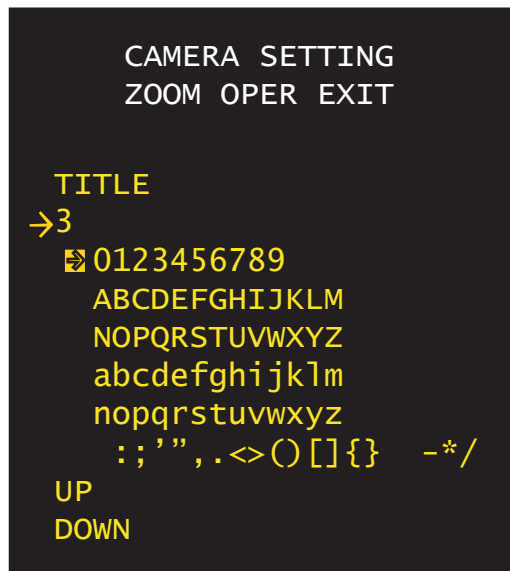 CAMERA SETTING
ZOOM OPER EXIT
TITLE
→3
0123456789
ABCDEFGHIJKLM
NOPQRSTUVWXYZ
abcdefghijklm
nopqrstuvwxyz
:;’”,.<>()[]{} -*/
UP
DOWN